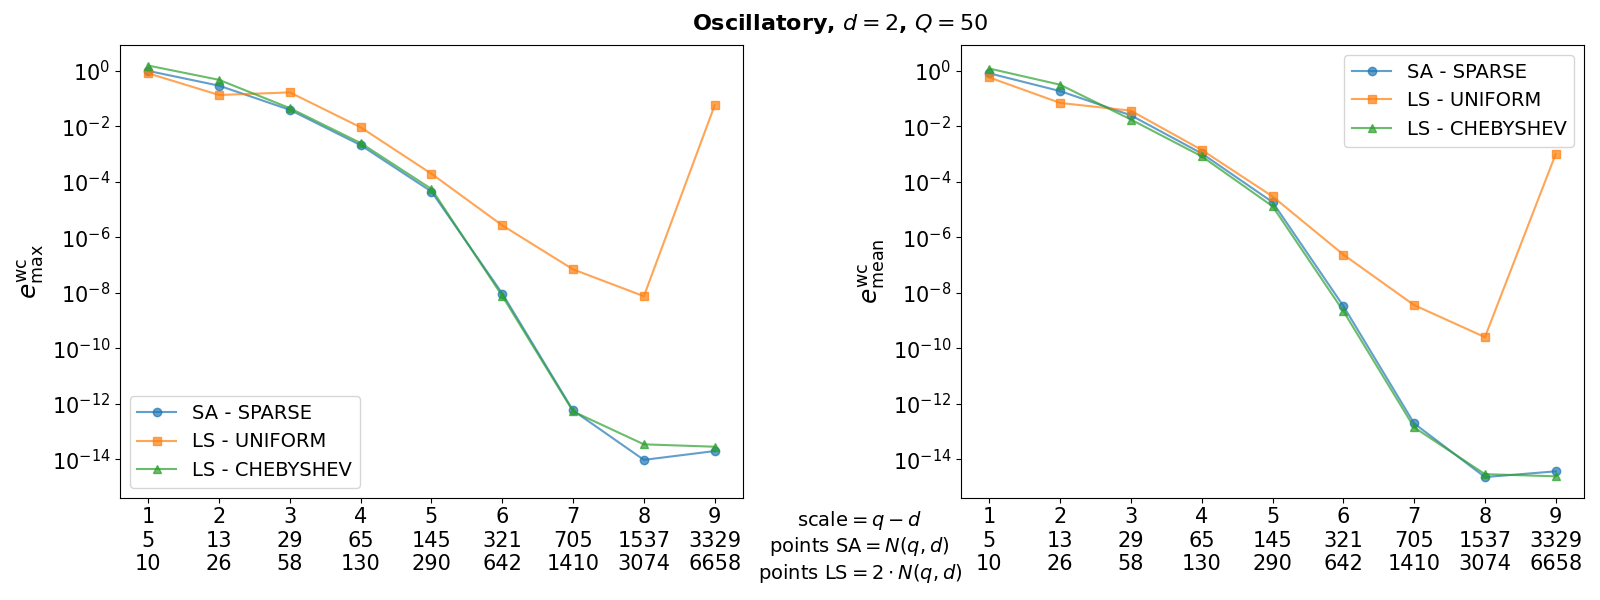 Oscillatory, d = 2, Q = 50
10^0
10^-2
10^-4
10^-6
10^-8
10^-10
10^-12
10^-14
e^wc_max
SA - SPARSE
LS - UNIFORM
LS - CHEBYSHEV
1 2 3 4 5 6 7 8 9
5 13 29 65 145 321 705 1537 3329
10 26 58 130 290 642 1410 3074 6658
scale = q − d
points SA = N(q, d)
points LS = 2 · N(q, d)
10^0
10^-2
10^-4
10^-6
10^-8
10^-10
10^-12
10^-14
e^wc_mean
SA - SPARSE
LS - UNIFORM
LS - CHEBYSHEV
1 2 3 4 5 6 7 8 9
5 13 29 65 145 321 705 1537 3329
10 26 58 130 290 642 1410 3074 6658